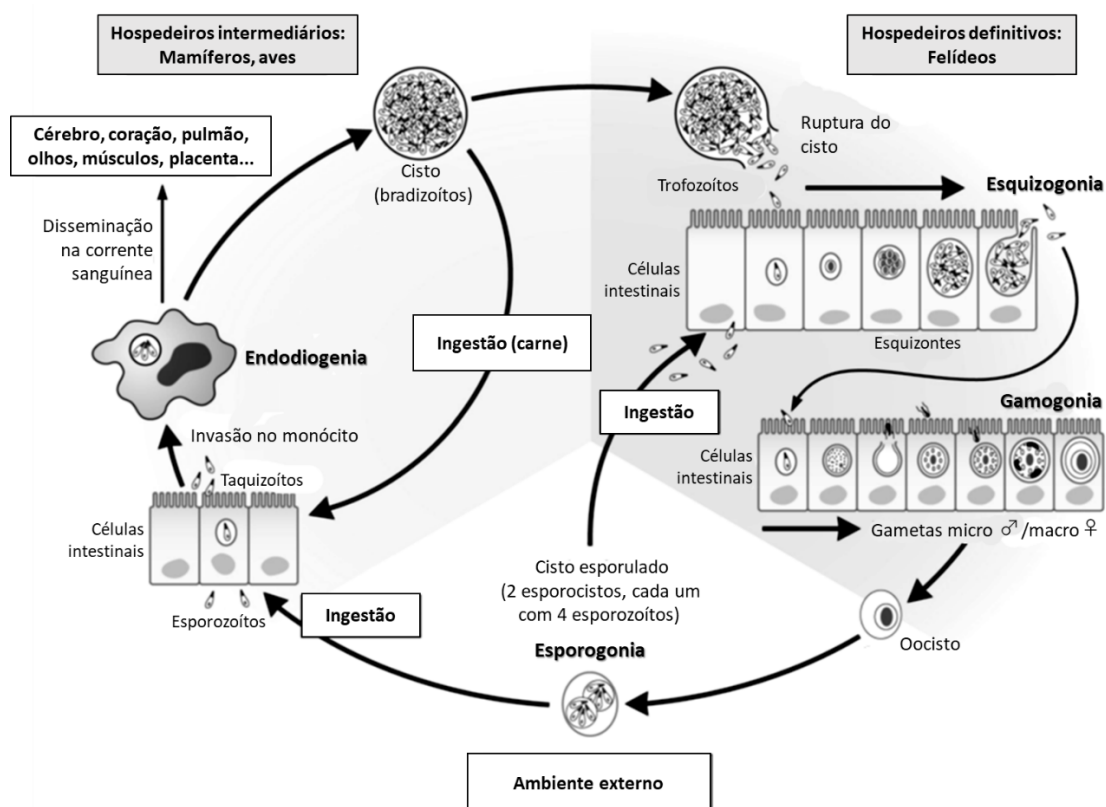 Hospedeiros intermediários:
Mamíferos, aves
Hospedeiros definitivos:
Felídeos
Cérebro, coração, pulmão,
olhos, músculos, placenta...
Cisto
(bradizoítos)
Ruptura do
cisto
Trofozoítos
Esquizogonia
Disseminação
na corrente
sanguínea
Células
intestinais
Esquizontes
Endodiogenia
Ingestão (carne)
Ingestão
Gamogonia
Invasão no monócito
Taquizoítos
Células
intestinais
Células
intestinais
Gametas micro ♂/macro ♀
Esporozoítos
Ingestão
Cisto esporulado
(2 esporocistos, cada um
com 4 esporozoítos)
Esporogonia
Oocisto
Ambiente externo